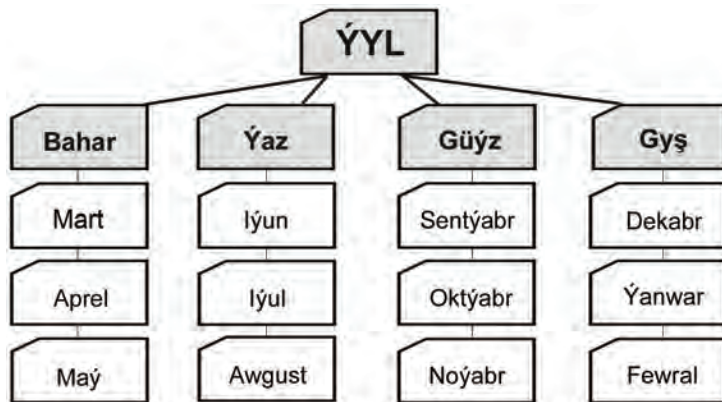 ÝYL
Bahar Ýaz Güýz Gyş
Mart Iýun Sentýabr Dekabr
Aprel Iýul Oktýabr Ýanwar
Maý Awgust Noýabr Fewral